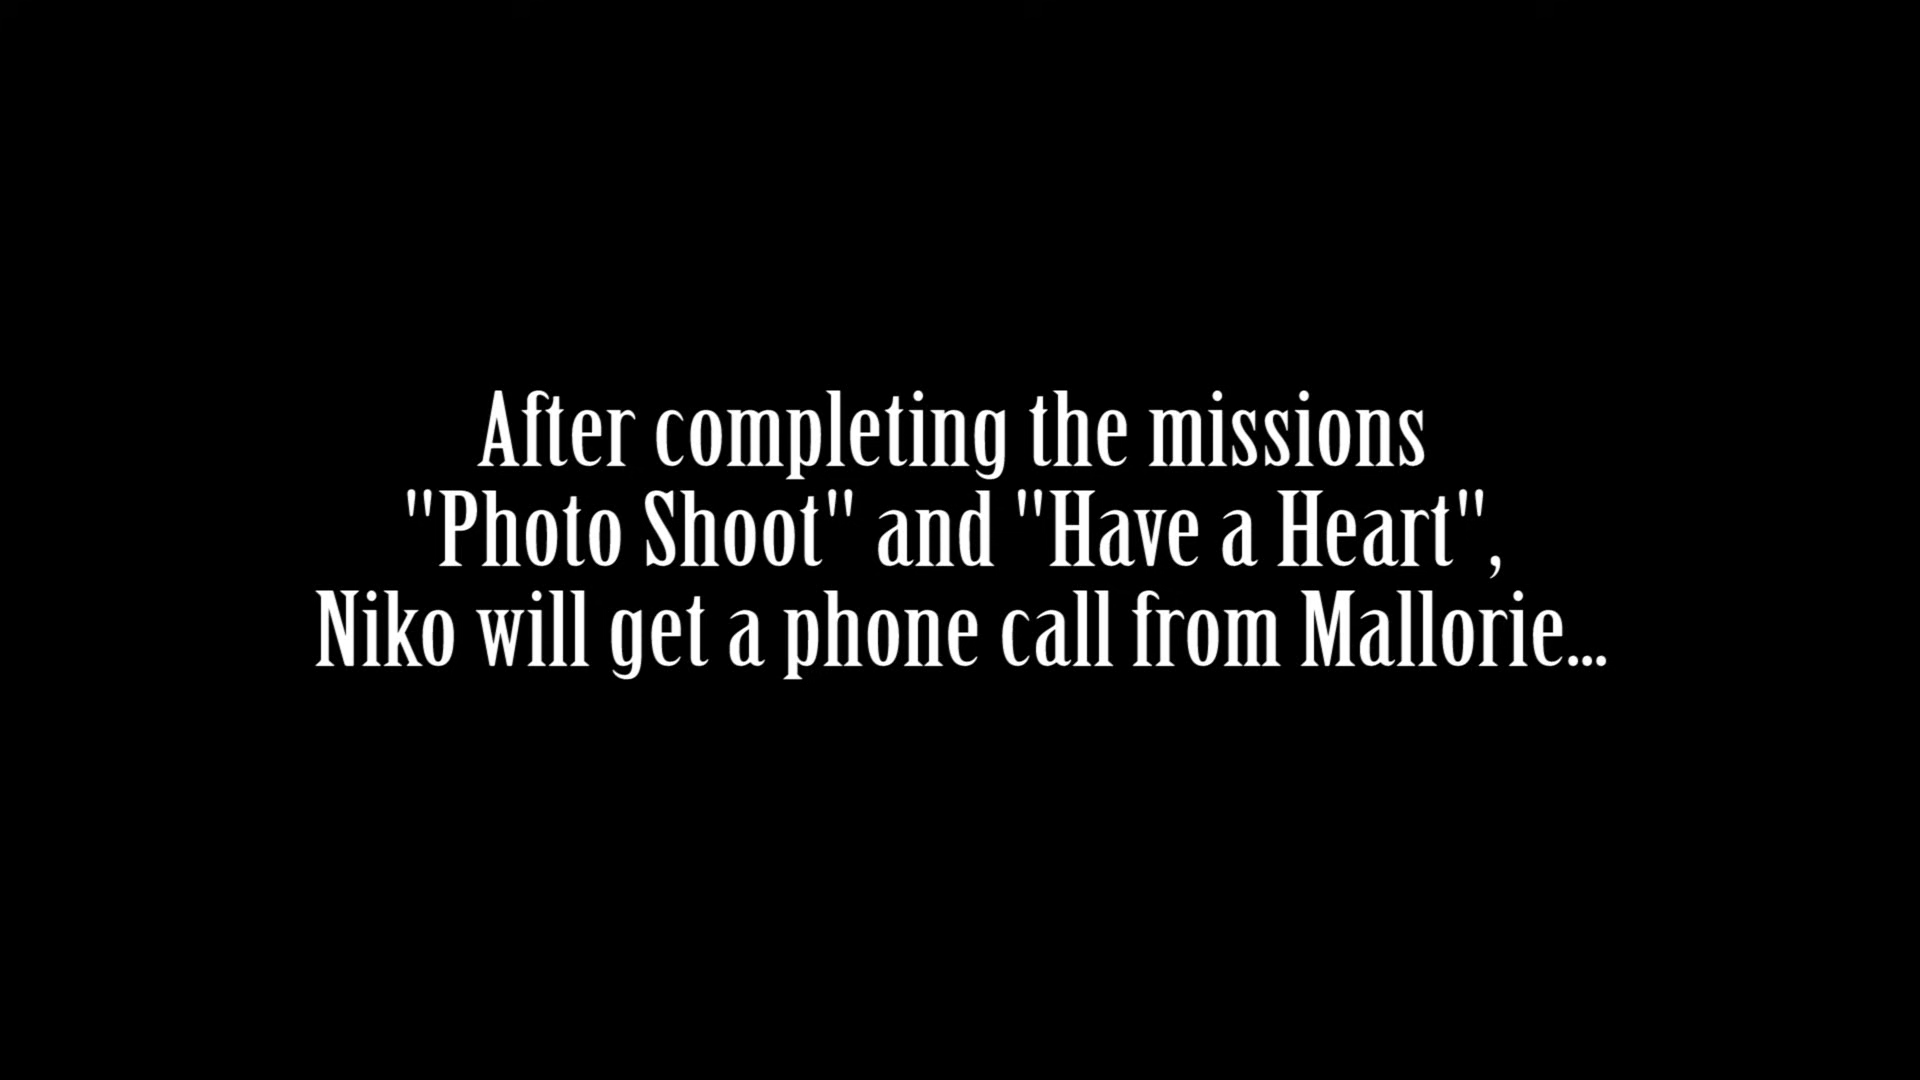 After completing the missions
"Photo Shoot" and "Have a Heart",
Niko will get a phone call from Mallorie...